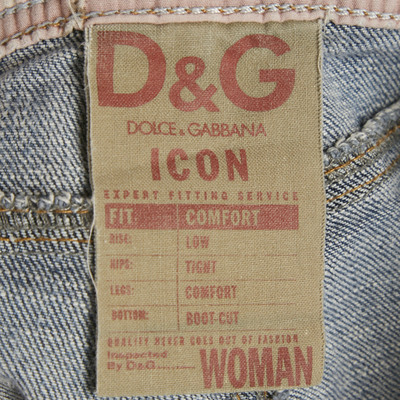 D&G
DOLCE & GABBANA
ICON
EXPERT FITTING SERVICE
FIT COMFORT
RISE: LOW
HIPS: TIGHT
LEGS: COMFORT
BOTTOM: BOOT-CUT
QUALITY NEVER GOES OUT OF FASHION
Inspected
By D&G
WOMAN